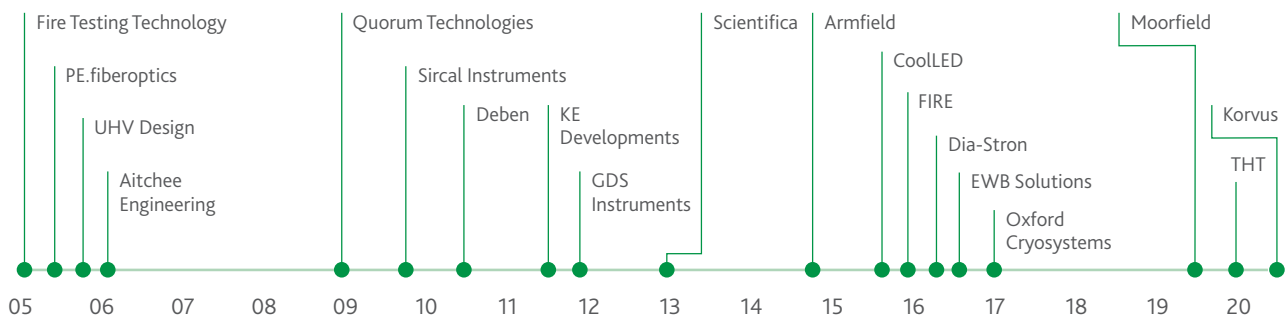 Fire Testing Technology
Quorum Technologies
Scientifica
Armfield
Moorfield
CoolLED
PE.fiberoptics
Sircal Instruments
FIRE
Deben
KE
Developments
Korvus
UHV Design
Dia-Stron
THT
Aitchee
Engineering
GDS
Instruments
EWB Solutions
Oxford
Cryosystems
05 06 07 08 09 10 11 12 13 14 15 16 17 18 19 20